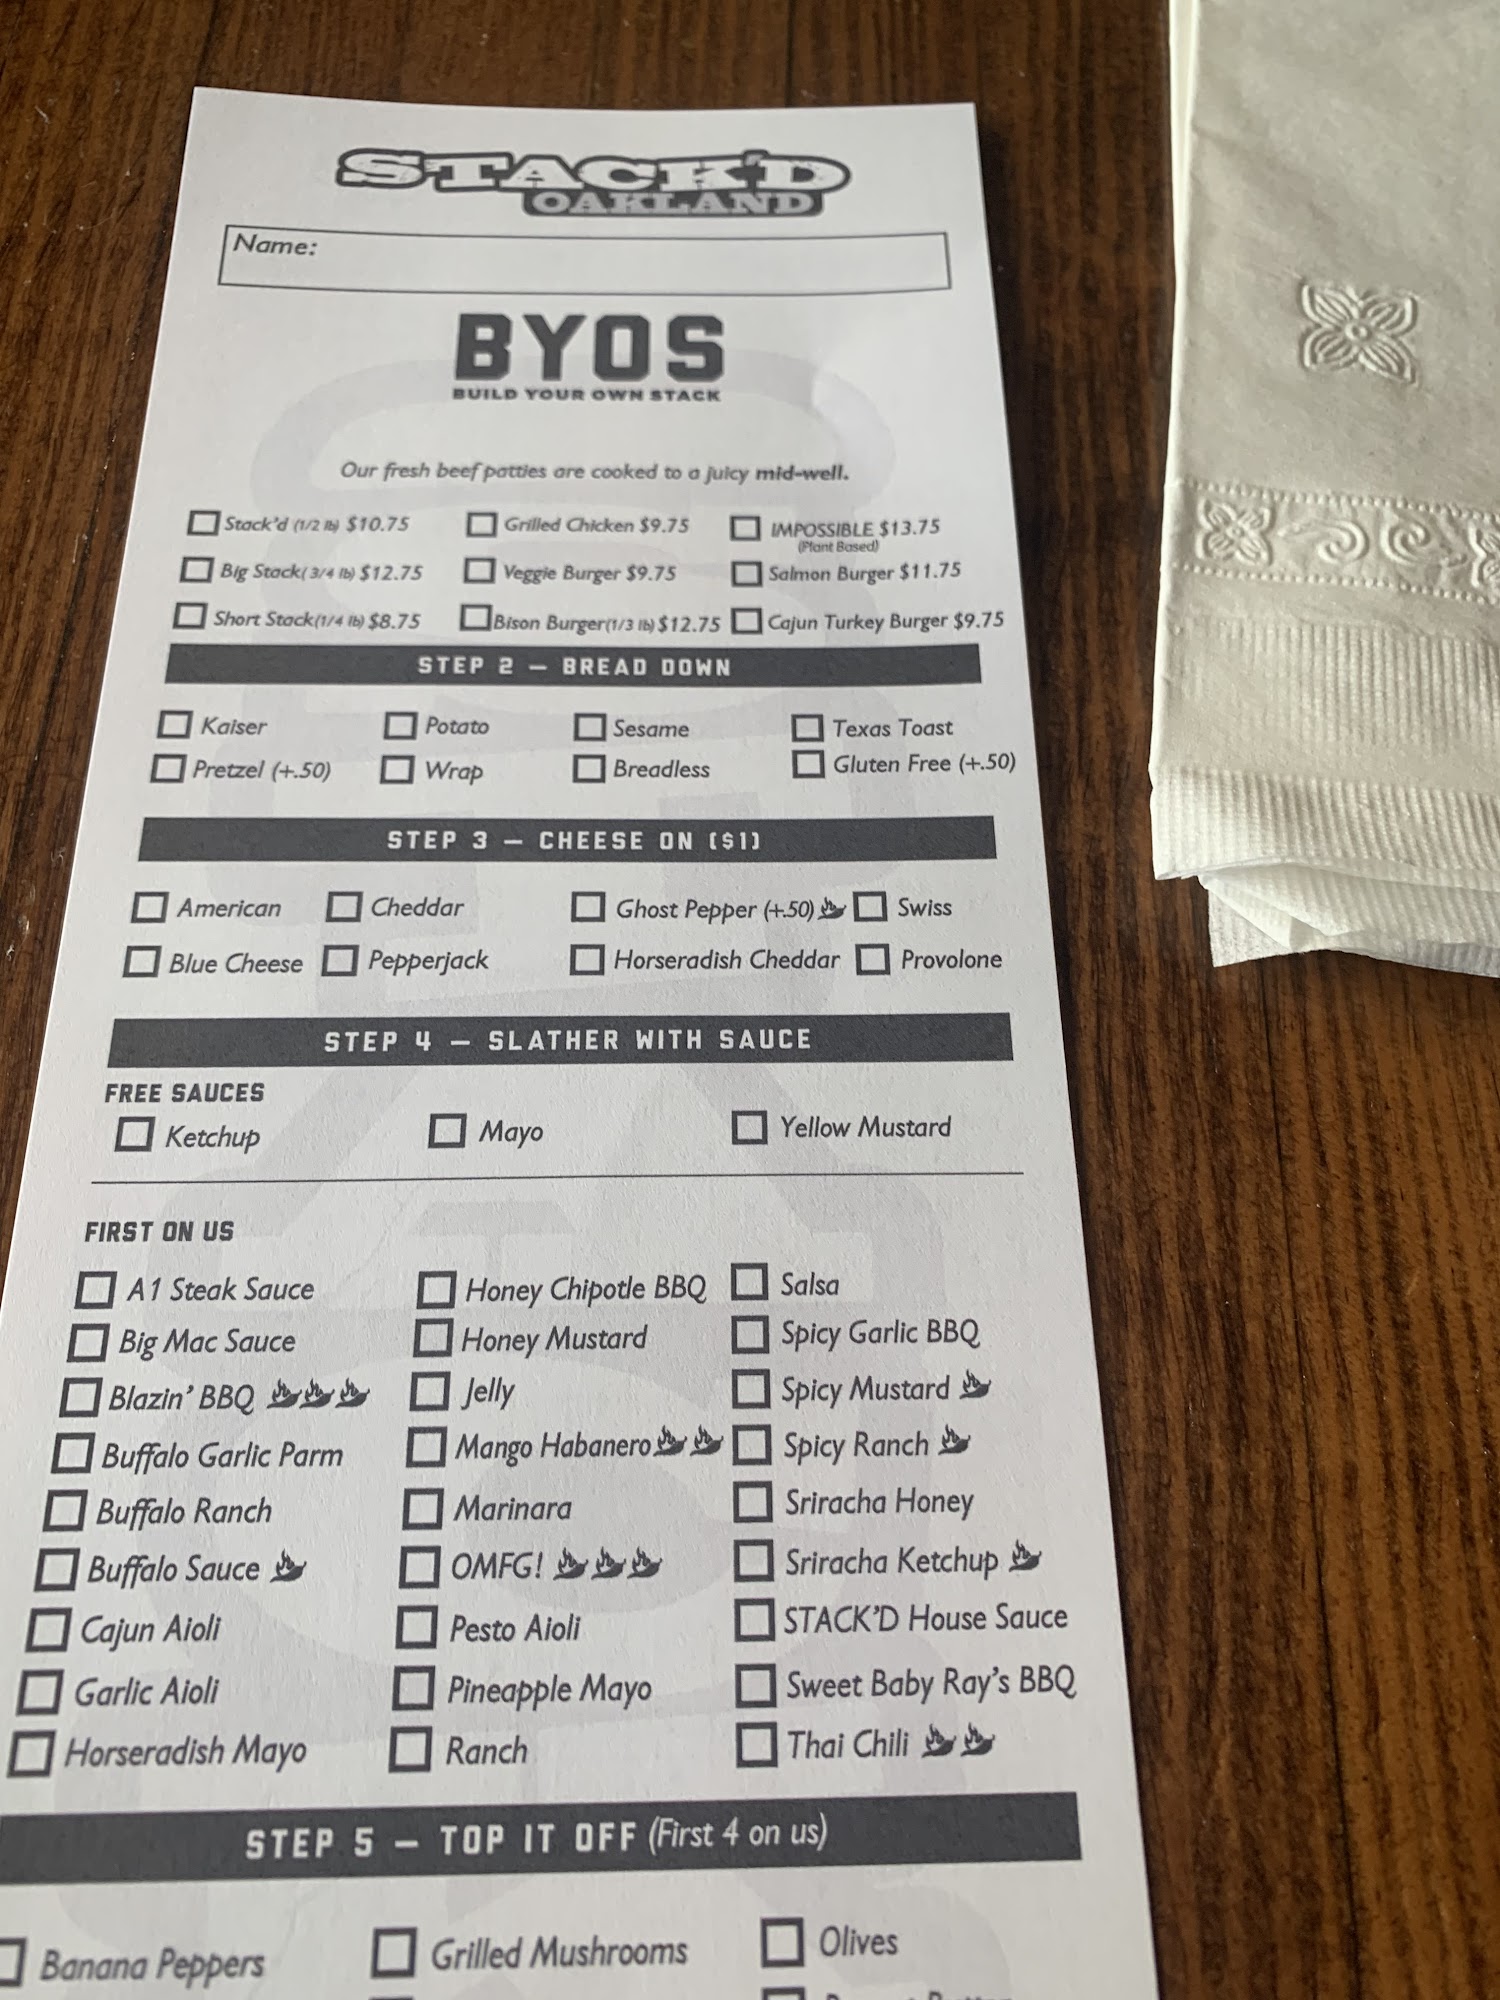 STACK'D
OAKLAND
Name:
BYOS
BUILD YOUR OWN STACK
Our fresh beef patties are cooked to a juicy mid-well.
Stack'd (1/2 lb) $10.75 Grilled Chicken $9.75 IMPOSSIBLE $13.75
(Plant Based)
Big Stack(3/4 lb) $12.75 Veggie Burger $9.75 Salmon Burger $11.75
Short Stack(1/4 lb) $8.75 Bison Burger(1/3 lb) $12.75 Cajun Turkey Burger $9.75
STEP 2 – BREAD DOWN
Kaiser Potato Sesame Texas Toast
Pretzel (+.50) Wrap Breadless Gluten Free (+.50)
STEP 3 – CHEESE ON ($1)
American Cheddar Ghost Pepper (+.50) Swiss
Blue Cheese Pepperjack Horseradish Cheddar Provolone
STEP 4 – SLATHER WITH SAUCE
FREE SAUCES
Ketchup Mayo Yellow Mustard
FIRST ON US
A1 Steak Sauce Honey Chipotle BBQ Salsa
Big Mac Sauce Honey Mustard Spicy Garlic BBQ
Blazin' BBQ Jelly Spicy Mustard
Buffalo Garlic Parm Mango Habanero Spicy Ranch
Buffalo Ranch Marinara Sriracha Honey
Buffalo Sauce OMFG! Sriracha Ketchup
Cajun Aioli Pesto Aioli STACK'D House Sauce
Garlic Aioli Pineapple Mayo Sweet Baby Ray's BBQ
Horseradish Mayo Ranch Thai Chili
STEP 5 – TOP IT OFF (First 4 on us)
Banana Peppers Grilled Mushrooms Olives